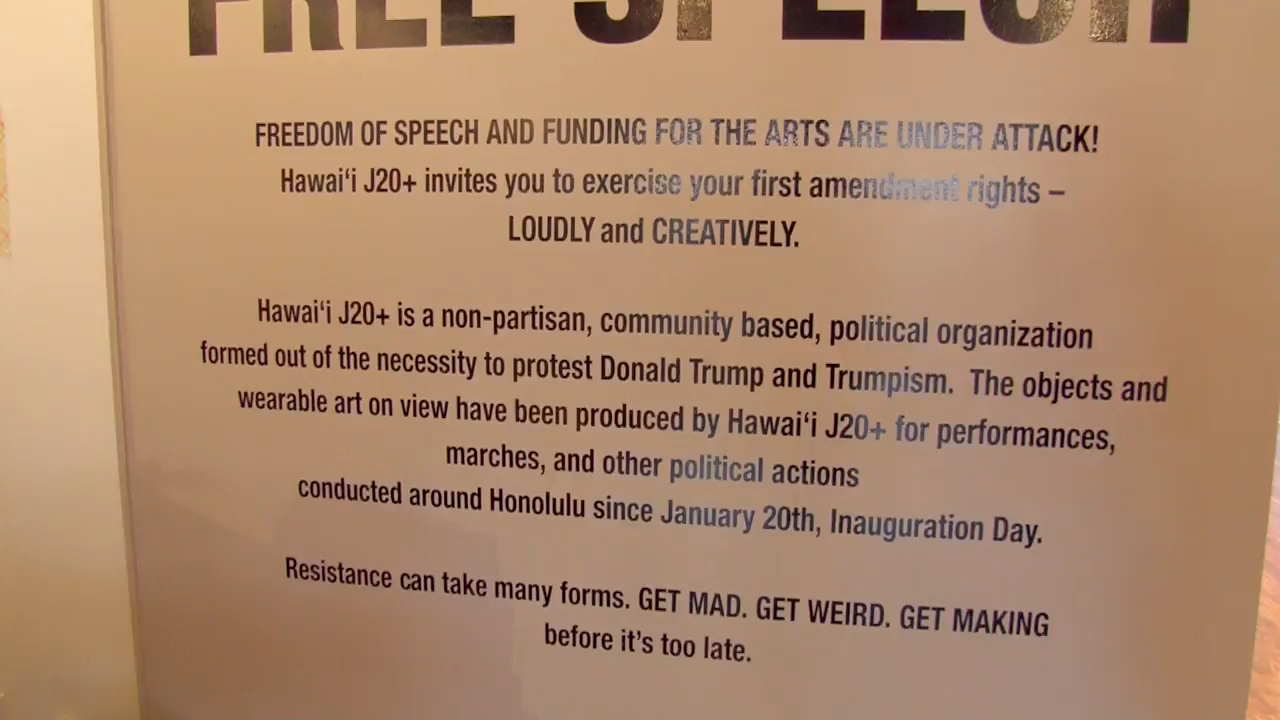 FREE SPEECH
FREEDOM OF SPEECH AND FUNDING FOR THE ARTS ARE UNDER ATTACK!
Hawaiʻi J20+ invites you to exercise your first amendment rights –
LOUDLY and CREATIVELY.
Hawaiʻi J20+ is a non-partisan, community based, political organization
formed out of the necessity to protest Donald Trump and Trumpism. The objects and
wearable art on view have been produced by Hawaiʻi J20+ for performances,
marches, and other political actions
conducted around Honolulu since January 20th, Inauguration Day.
Resistance can take many forms. GET MAD. GET WEIRD. GET MAKING
before it's too late.